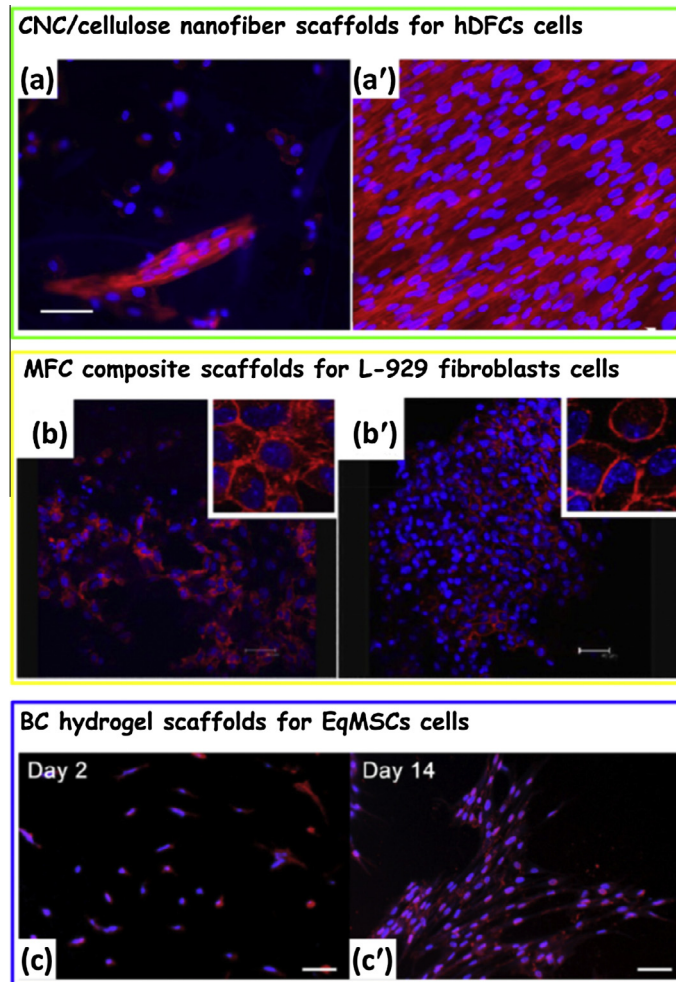 CNC/cellulose nanofiber scaffolds for hDFCs cells
(a)
(a′)
MFC composite scaffolds for L-929 fibroblasts cells
(b)
(b′)
BC hydrogel scaffolds for EqMSCs cells
Day 2
Day 14
(c)
(c′)